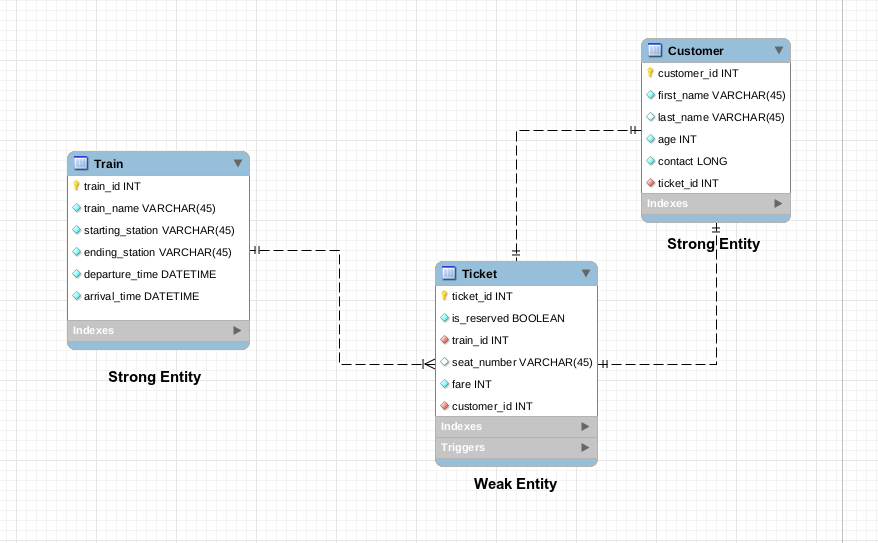 Customer
customer_id INT
first_name VARCHAR(45)
last_name VARCHAR(45)
age INT
contact LONG
ticket_id INT
Indexes
Strong Entity
Train
train_id INT
train_name VARCHAR(45)
starting_station VARCHAR(45)
ending_station VARCHAR(45)
departure_time DATETIME
arrival_time DATETIME
Indexes
Strong Entity
Ticket
ticket_id INT
is_reserved BOOLEAN
train_id INT
seat_number VARCHAR(45)
fare INT
customer_id INT
Indexes
Triggers
Weak Entity